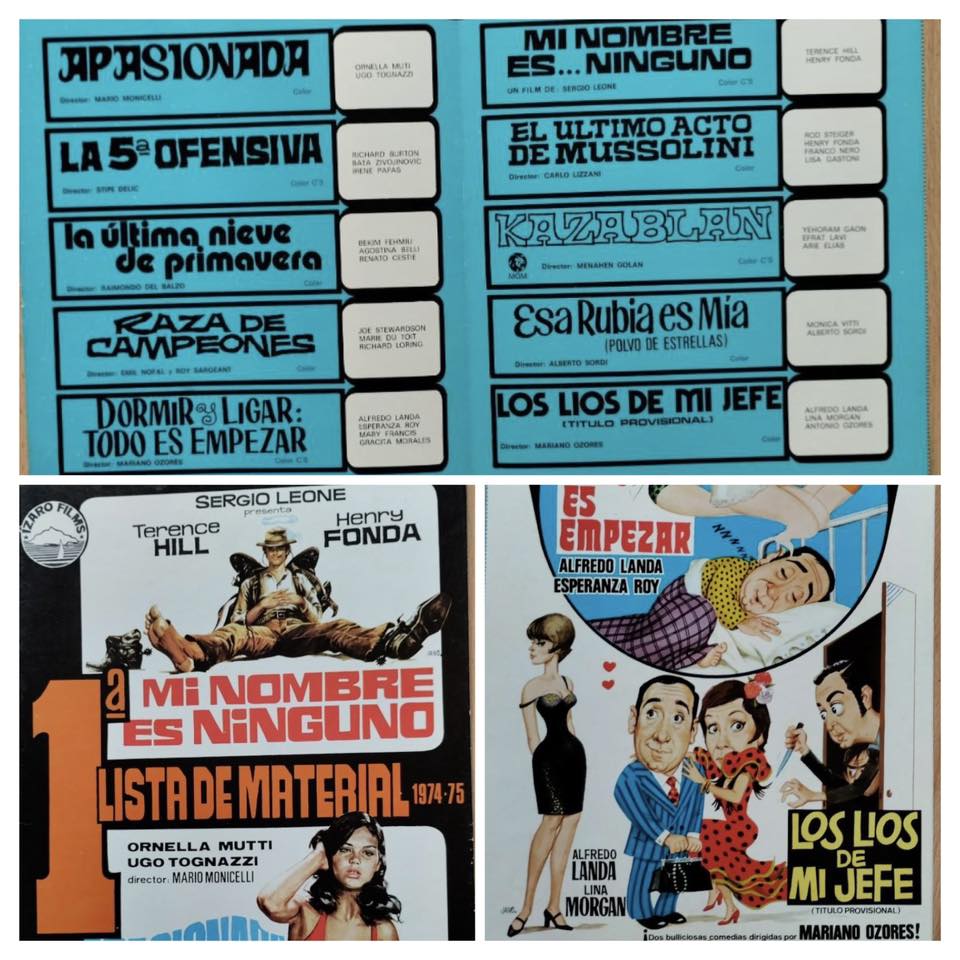 APASIONADA
Director: MARIO MONICELLI
Color
ORNELLA MUTI
UGO TOGNAZZI
LA 5ª OFENSIVA
Director: STIPE DELIC
Color C'S
RICHARD BURTON
BATA ZIVOJINOVIC
IRENE PAPAS
la última nieve
de primavera
Director: RAIMONDO DEL BALZO
Color
BEKIM FEHMIU
AGOSTINA BELLI
RENATO CESTIE
RAZA DE
CAMPEONES
Director: EMIL NOFAL y ROY SARGEANT
Color
JOE STEWARDSON
MARIE DU TOIT
RICHARD LORING
DORMIR y LIGAR:
TODO ES EMPEZAR
Director: MARIANO OZORES
Color C'S
ALFREDO LANDA
ESPERANZA ROY
MARY FRANCIS
GRACITA MORALES
MI NOMBRE
ES...NINGUNO
UN FILM DE: SERGIO LEONE
Color C'S
TERENCE HILL
HENRY FONDA
EL ULTIMO ACTO
DE MUSSOLINI
Director: CARLO LIZZANI
Color
ROD STEIGER
HENRY FONDA
FRANCO NERO
LISA GASTONI
KAZABLAN
MGM
Director: MENAHEN GOLAN
Color C'S
YEHORAM GAON
EFRAT LAVI
ARIE ELIAS
Esa Rubia es Mía
(POLVO DE ESTRELLAS)
Director: ALBERTO SORDI
Color
MONICA VITTI
ALBERTO SORDI
LOS LIOS DE MI JEFE
(TITULO PROVISIONAL)
Director: MARIANO OZORES
Color
ALFREDO LANDA
LINA MORGAN
ANTONIO OZORES
IZARO FILMS
SERGIO LEONE
presenta
Terence
HILL
Henry
FONDA
MI NOMBRE
ES NINGUNO
1ª
LISTA DE MATERIAL 1974-75
ORNELLA MUTTI
UGO TOGNAZZI
director: MARIO MONICELLI
ES
EMPEZAR
ALFREDO LANDA
ESPERANZA ROY
ZZZZZZ
ALFREDO
LANDA
LINA
MORGAN
LOS LIOS
DE
MI JEFE
(TITULO PROVISIONAL)
¡Dos bulliciosas comedias dirigidas por MARIANO OZORES!